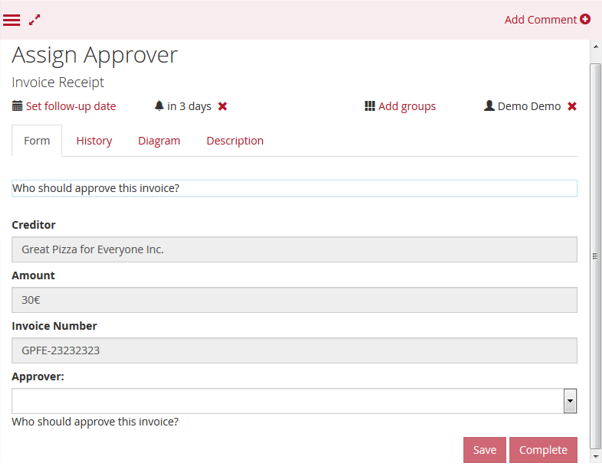 Add Comment
Assign Approver
Invoice Receipt
Set follow-up date in 3 days Add groups Demo Demo
Form History Diagram Description
Who should approve this invoice?
Creditor
Great Pizza for Everyone Inc.
Amount
30€
Invoice Number
GPFE-23232323
Approver:
Who should approve this invoice?
Save Complete